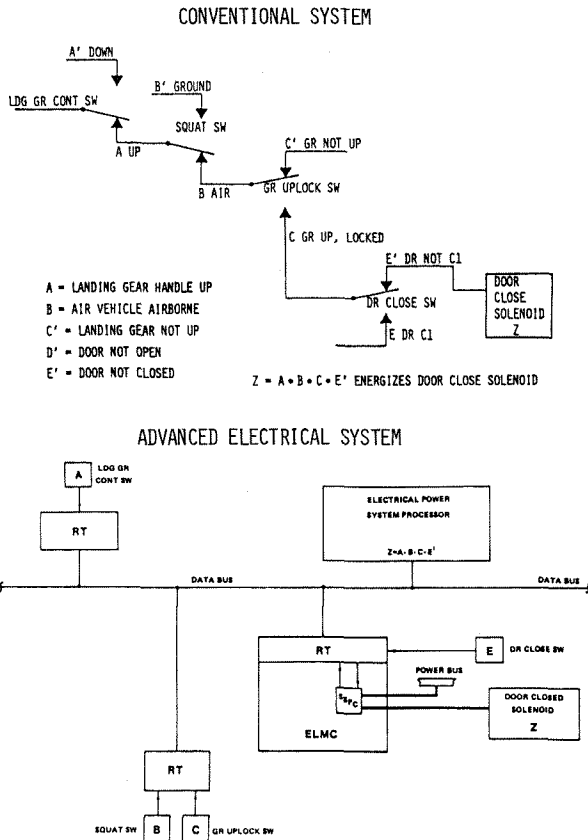 CONVENTIONAL SYSTEM
A' DOWN
B' GROUND
LDG GR CONT SW
SQUAT SW
C' GR NOT UP
A UP
B AIR
GR UPLOCK SW
C GR UP, LOCKED
E' DR NOT C1
DR CLOSE SW
E DR C1
DOOR
CLOSE
SOLENOID
Z
A = LANDING GEAR HANDLE UP
B = AIR VEHICLE AIRBORNE
C' = LANDING GEAR NOT UP
D' = DOOR NOT OPEN
E' = DOOR NOT CLOSED
Z = A • B • C • E' ENERGIZES DOOR CLOSE SOLENOID
ADVANCED ELECTRICAL SYSTEM
A
LDG GR
CONT SW
RT
ELECTRICAL POWER
SYSTEM PROCESSOR
Z=A·B·C·E'
DATA BUS
DATA BUS
RT
E
DR CLOSE SW
POWER BUS
SSPC
DOOR CLOSED
SOLENOID
Z
ELMC
RT
SQUAT SW
B
C
GR UPLOCK SW